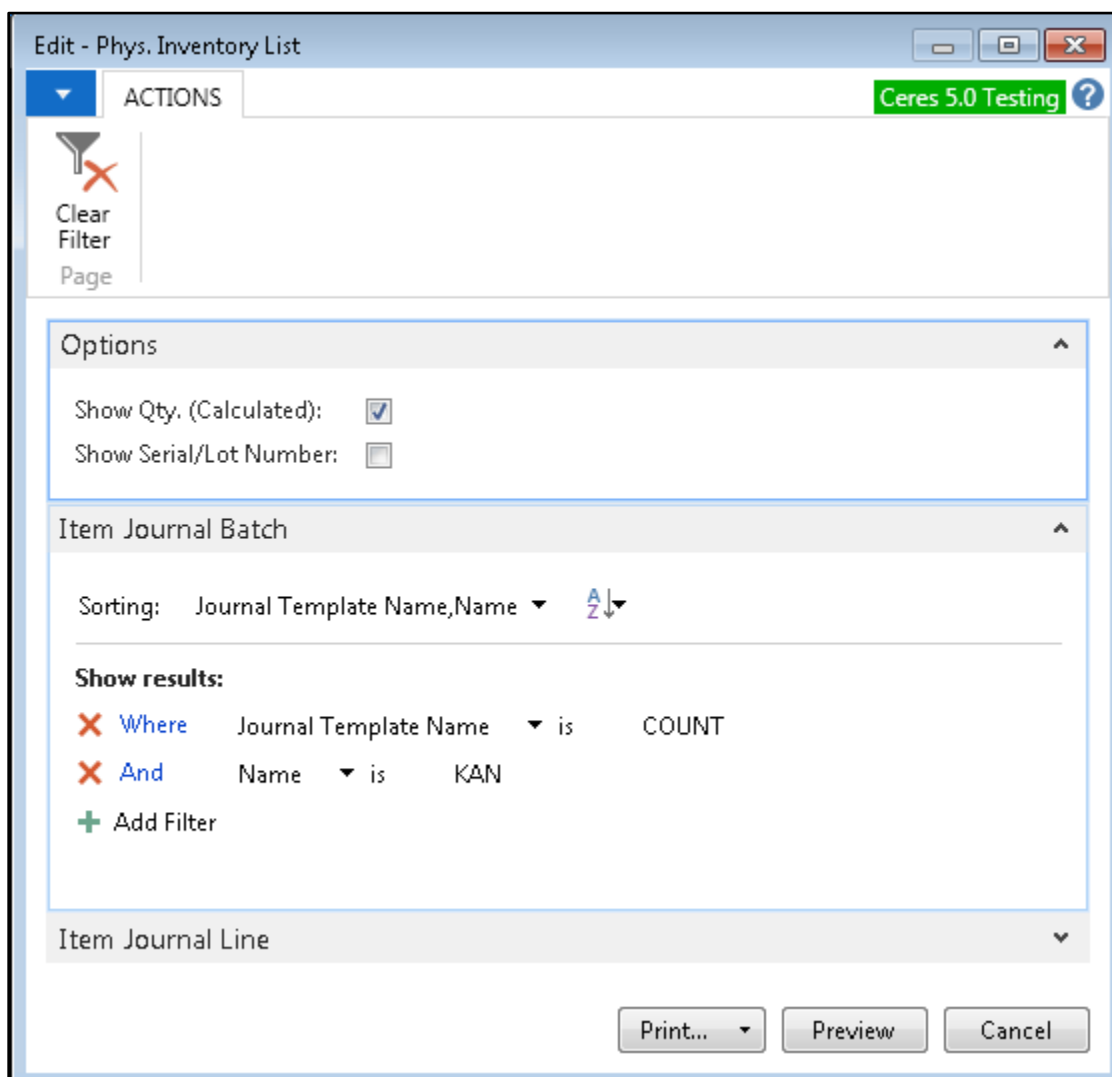 Edit - Phys. Inventory List
ACTIONS
Ceres 5.0 Testing
?
Clear
Filter
Page
Options
Show Qty. (Calculated):
Show Serial/Lot Number:
Item Journal Batch
Sorting: Journal Template Name,Name AZ
Show results:
Where Journal Template Name is COUNT
And Name is KAN
Add Filter
Item Journal Line
Print... Preview Cancel